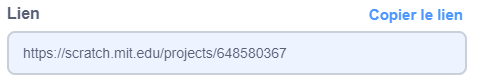 Lien Copier le lien
https://scratch.mit.edu/projects/648580367